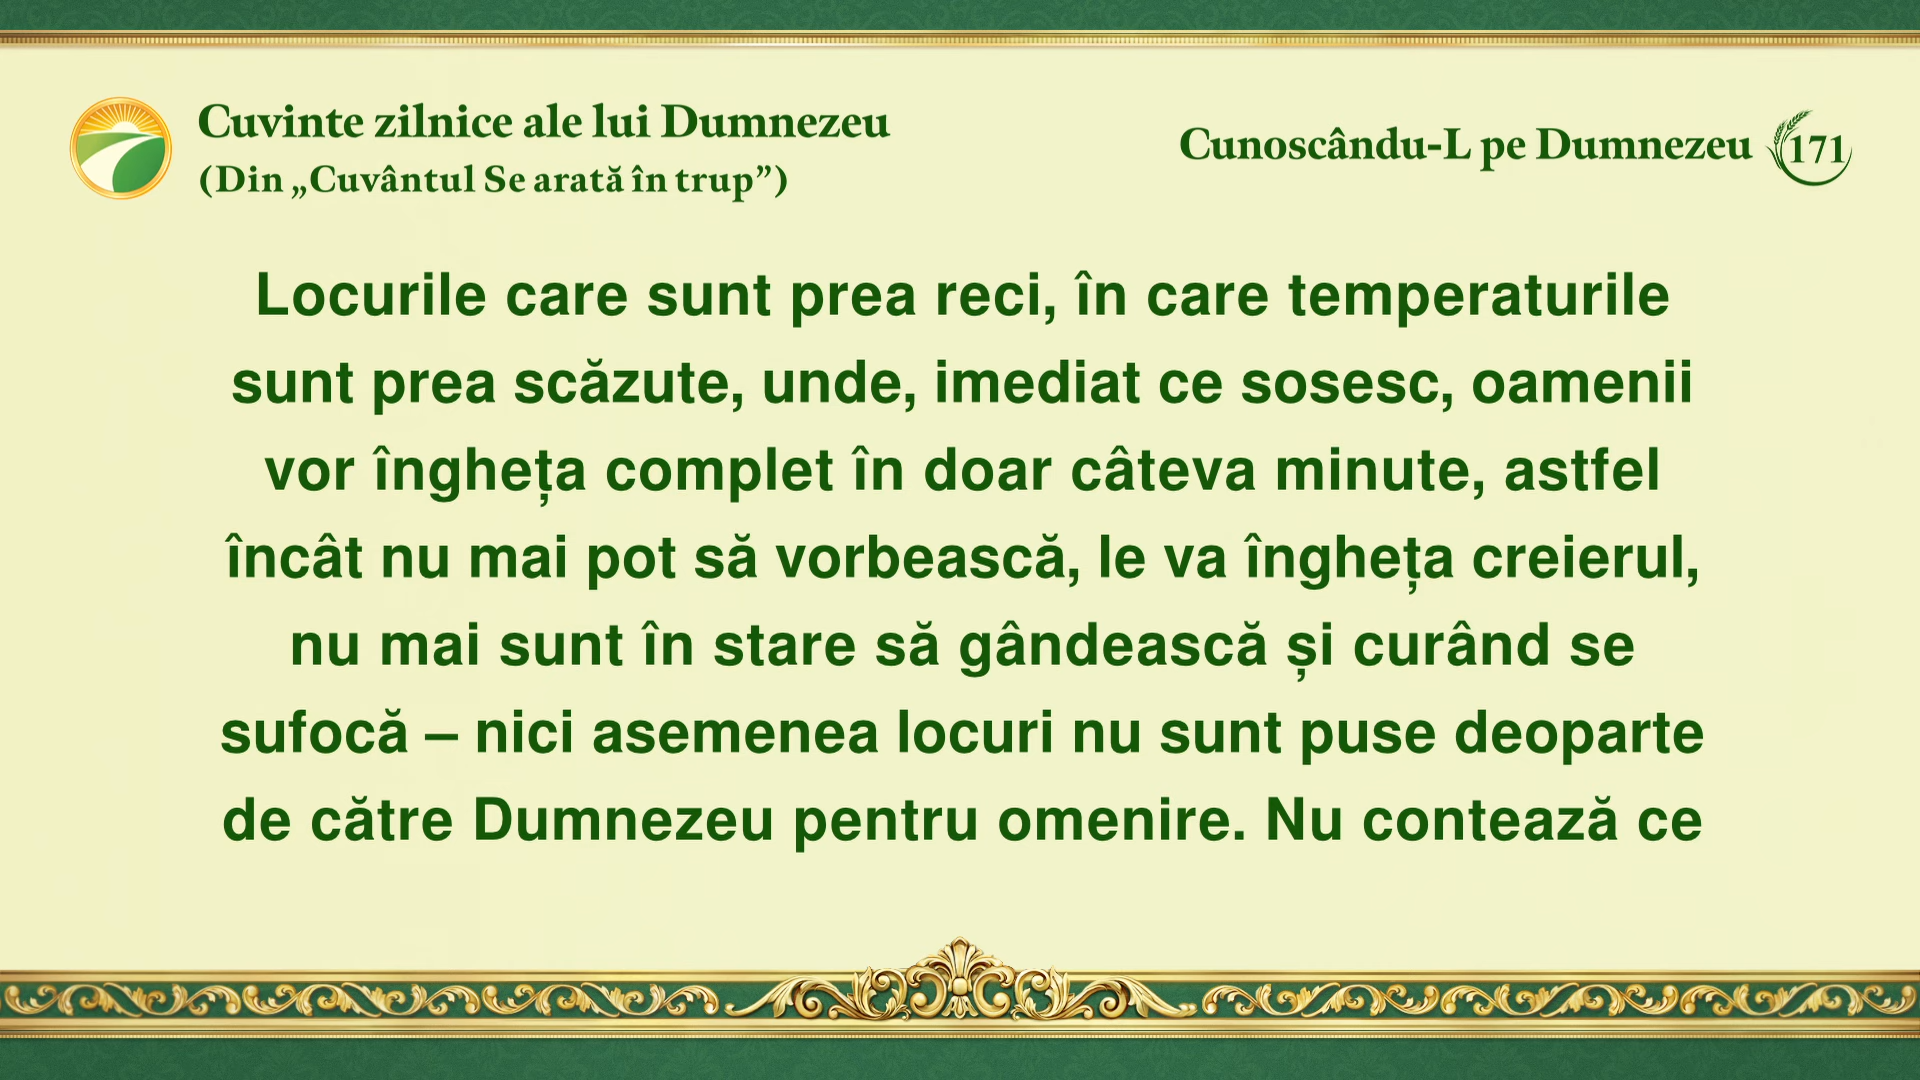 Cuvinte zilnice ale lui Dumnezeu
(Din „Cuvântul Se arată în trup”)
Cunoscându-L pe Dumnezeu 171
Locurile care sunt prea reci, în care temperaturile
sunt prea scăzute, unde, imediat ce sosesc, oamenii
vor îngheța complet în doar câteva minute, astfel
încât nu mai pot să vorbească, le va îngheța creierul,
nu mai sunt în stare să gândească și curând se
sufocă – nici asemenea locuri nu sunt puse deoparte
de către Dumnezeu pentru omenire. Nu contează ce